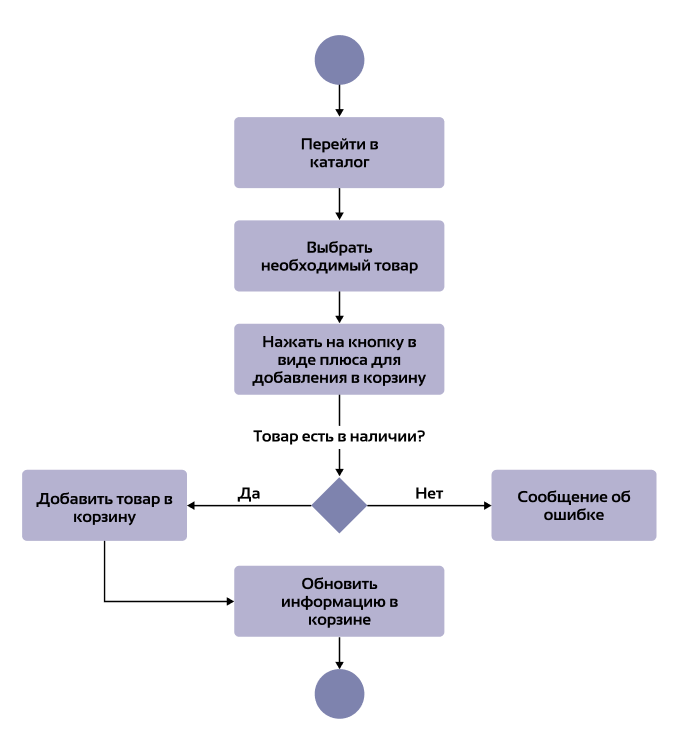 Перейти в
каталог
Выбрать
необходимый товар
Нажать на кнопку в
виде плюса для
добавления в корзину
Товар есть в наличии?
Да
Нет
Добавить товар в
корзину
Сообщение об
ошибке
Обновить
информацию в
корзине